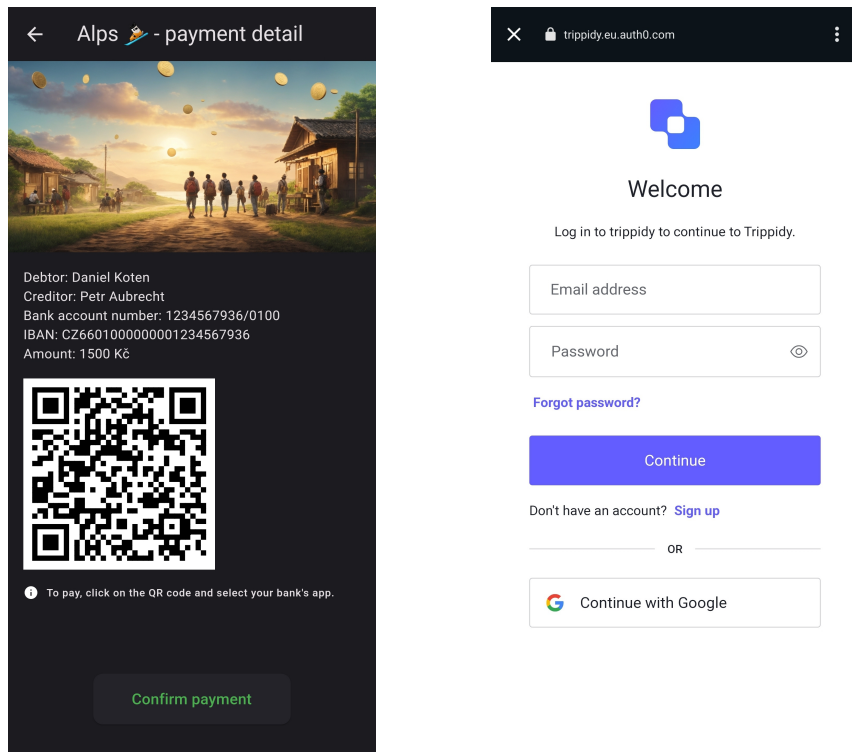 Alps 🏂 - payment detail
Debtor: Daniel Koten
Creditor: Petr Aubrecht
Bank account number: 1234567936/0100
IBAN: CZ6601000000001234567936
Amount: 1500 Kč
To pay, click on the QR code and select your bank's app.
Confirm payment
trippidy.eu.auth0.com
Welcome
Log in to trippidy to continue to Trippidy.
Email address
Password
Forgot password?
Continue
Don't have an account? Sign up
OR
Continue with Google